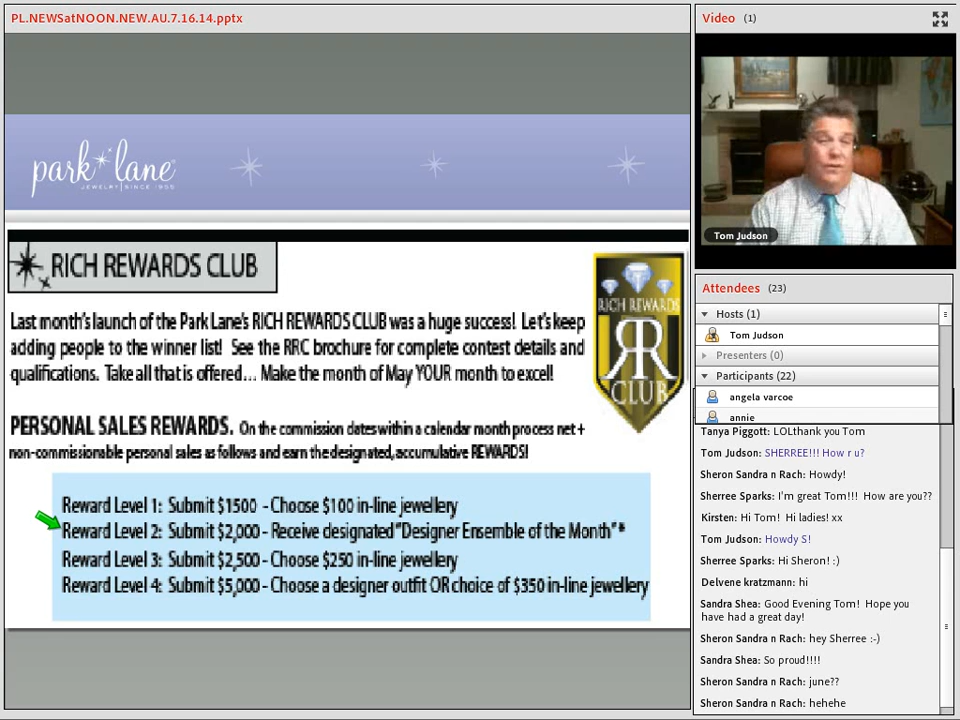 PL.NEWSatNOON.NEW.AU.7.16.14.pptx
park lane
JEWELRY SINCE 1955
RICH REWARDS CLUB
Last month's launch of the Park Lane's RICH REWARDS CLUB was a huge success! Let's keep
adding people to the winner list! See the RRC brochure for complete contest details and
qualifications. Take all that is offered... Make the month of May YOUR month to excel!
RICH REWARDS
RR
CLUB
PERSONAL SALES REWARDS. On the commission dates within a calendar month process net +
non-commissionable personal sales as follows and earn the designated, accumulative REWARDS!
Reward Level 1: Submit $1500 - Choose $100 in-line jewellery
Reward Level 2: Submit $2,000 - Receive designated "Designer Ensemble of the Month"*
Reward Level 3: Submit $2,500 - Choose $250 in-line jewellery
Reward Level 4: Submit $5,000 - Choose a designer outfit OR choice of $350 in-line jewellery
Video (1)
Tom Judson
Attendees (23)
Hosts (1)
Tom Judson
Presenters (0)
Participants (22)
angela varcoe
annie
Tanya Piggott: LOLthank you Tom
Tom Judson: SHERREE!!! How r u?
Sheron Sandra n Rach: Howdy!
Sherree Sparks: I'm great Tom!!! How are you??
Kirsten: Hi Tom! Hi ladies! xx
Tom Judson: Howdy S!
Sherree Sparks: Hi Sheron! :)
Delvene kratzmann: hi
Sandra Shea: Good Evening Tom! Hope you
have had a great day!
Sheron Sandra n Rach: hey Sherree :-)
Sandra Shea: So proud!!!!
Sheron Sandra n Rach: june??
Sheron Sandra n Rach: hehehe